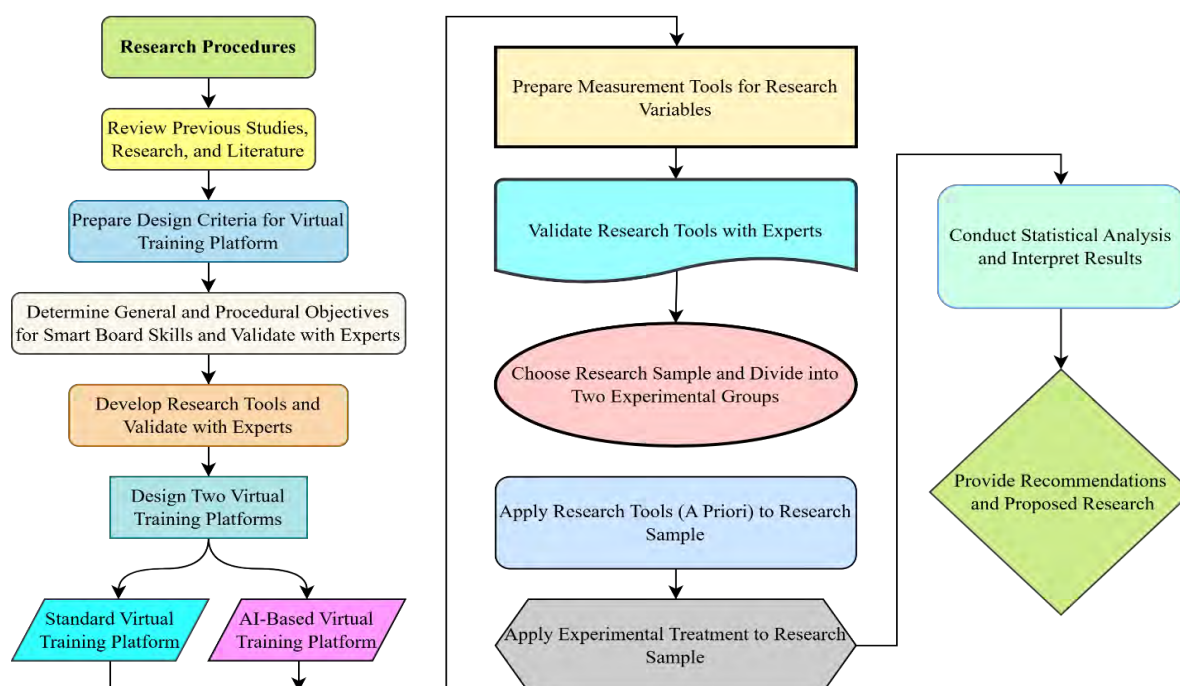 Research Procedures
Review Previous Studies,
Research, and Literature
Prepare Design Criteria for Virtual
Training Platform
Determine General and Procedural Objectives
for Smart Board Skills and Validate with Experts
Develop Research Tools and
Validate with Experts
Design Two Virtual
Training Platforms
Standard Virtual
Training Platform
AI-Based Virtual
Training Platform
Prepare Measurement Tools for Research
Variables
Validate Research Tools with Experts
Choose Research Sample and Divide into
Two Experimental Groups
Apply Research Tools (A Priori) to Research
Sample
Apply Experimental Treatment to Research
Sample
Conduct Statistical Analysis
and Interpret Results
Provide Recommendations
and Proposed Research